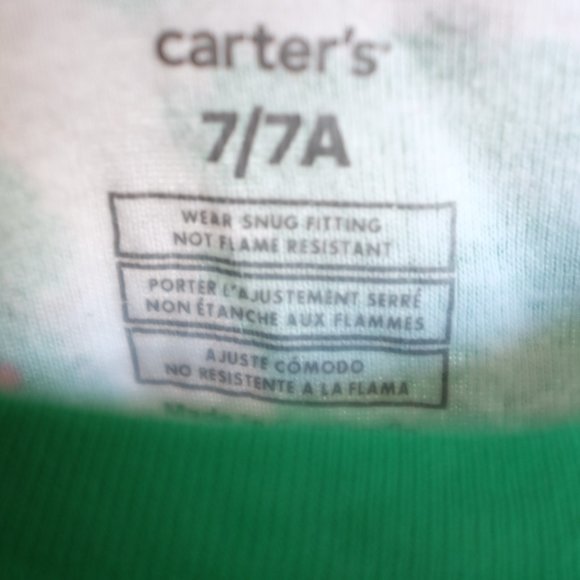 carter's
7/7A
WEAR SNUG FITTING
NOT FLAME RESISTANT
PORTER L'AJUSTEMENT SERRÉ
NON ÉTANCHE AUX FLAMMES
AJUSTE CÓMODO
NO RESISTENTE A LA FLAMA